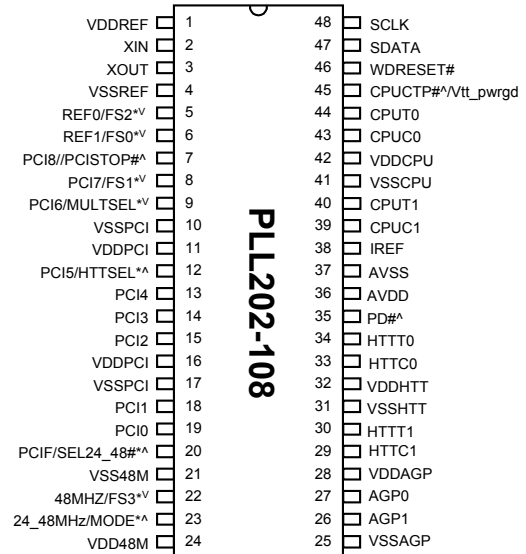 VDDREF 1
XIN 2
XOUT 3
VSSREF 4
REF0/FS2*V 5
REF1/FS0*V 6
PCI8//PCISTOP#^ 7
PCI7/FS1*V 8
PCI6/MULTSEL*V 9
VSSPCI 10
VDDPCI 11
PCI5/HTTSEL*^ 12
PCI4 13
PCI3 14
PCI2 15
VDDPCI 16
VSSPCI 17
PCI1 18
PCI0 19
PCIF/SEL24_48#*^ 20
VSS48M 21
48MHZ/FS3*V 22
24_48MHz/MODE*^ 23
VDD48M 24
PLL202-108
48 SCLK
47 SDATA
46 WDRESET#
45 CPUCTP#^/Vtt_pwrgd
44 CPUT0
43 CPUC0
42 VDDCPU
41 VSSCPU
40 CPUT1
39 CPUC1
38 IREF
37 AVSS
36 AVDD
35 PD#^
34 HTTT0
33 HTTC0
32 VDDHTT
31 VSSHTT
30 HTTT1
29 HTTC1
28 VDDAGP
27 AGP0
26 AGP1
25 VSSAGP